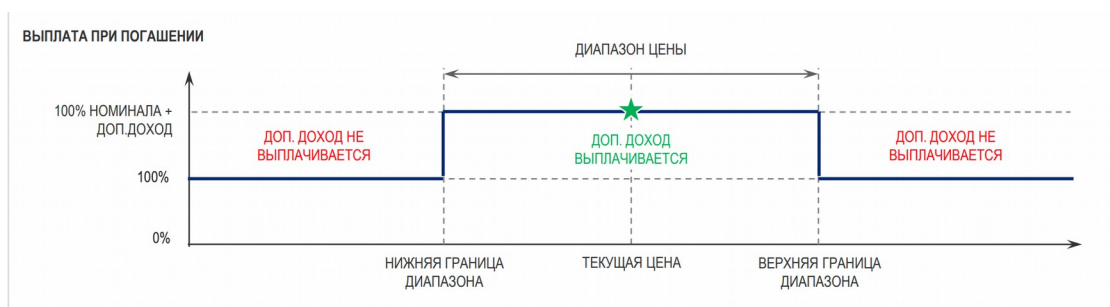 ВЫПЛАТА ПРИ ПОГАШЕНИИ
ДИАПАЗОН ЦЕНЫ
100% НОМИНАЛА +
ДОП.ДОХОД
ДОП. ДОХОД НЕ
ВЫПЛАЧИВАЕТСЯ
ДОП. ДОХОД
ВЫПЛАЧИВАЕТСЯ
ДОП. ДОХОД НЕ
ВЫПЛАЧИВАЕТСЯ
100%
0%
НИЖНЯЯ ГРАНИЦА
ДИАПАЗОНА
ТЕКУЩАЯ ЦЕНА
ВЕРХНЯЯ ГРАНИЦА
ДИАПАЗОНА